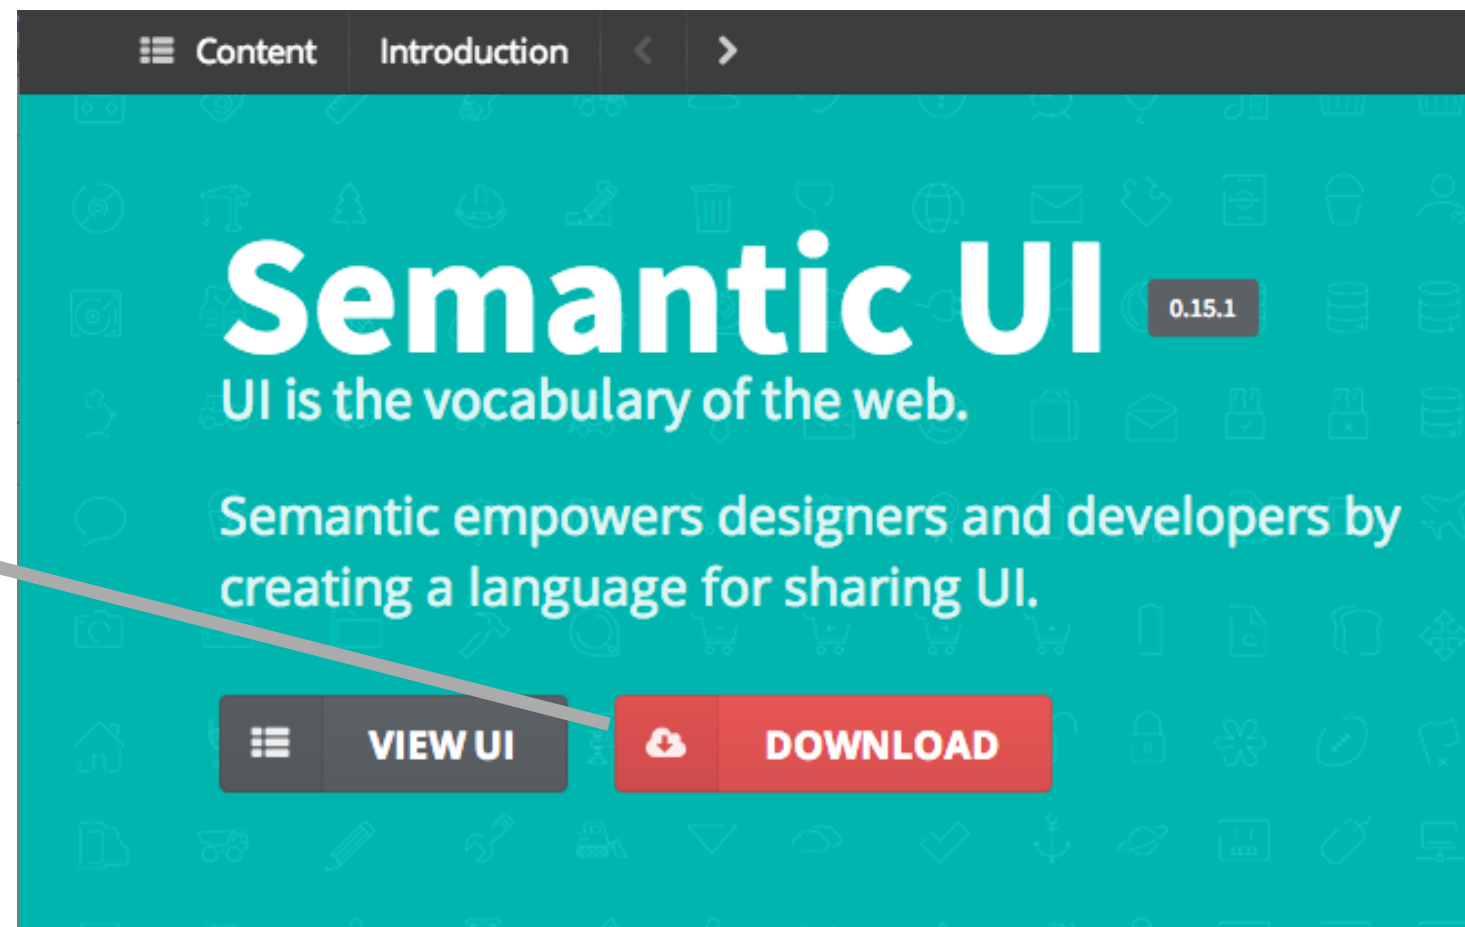 Content Introduction
Semantic UI 0.15.1
UI is the vocabulary of the web.
Semantic empowers designers and developers by
creating a language for sharing UI.
VIEW UI DOWNLOAD